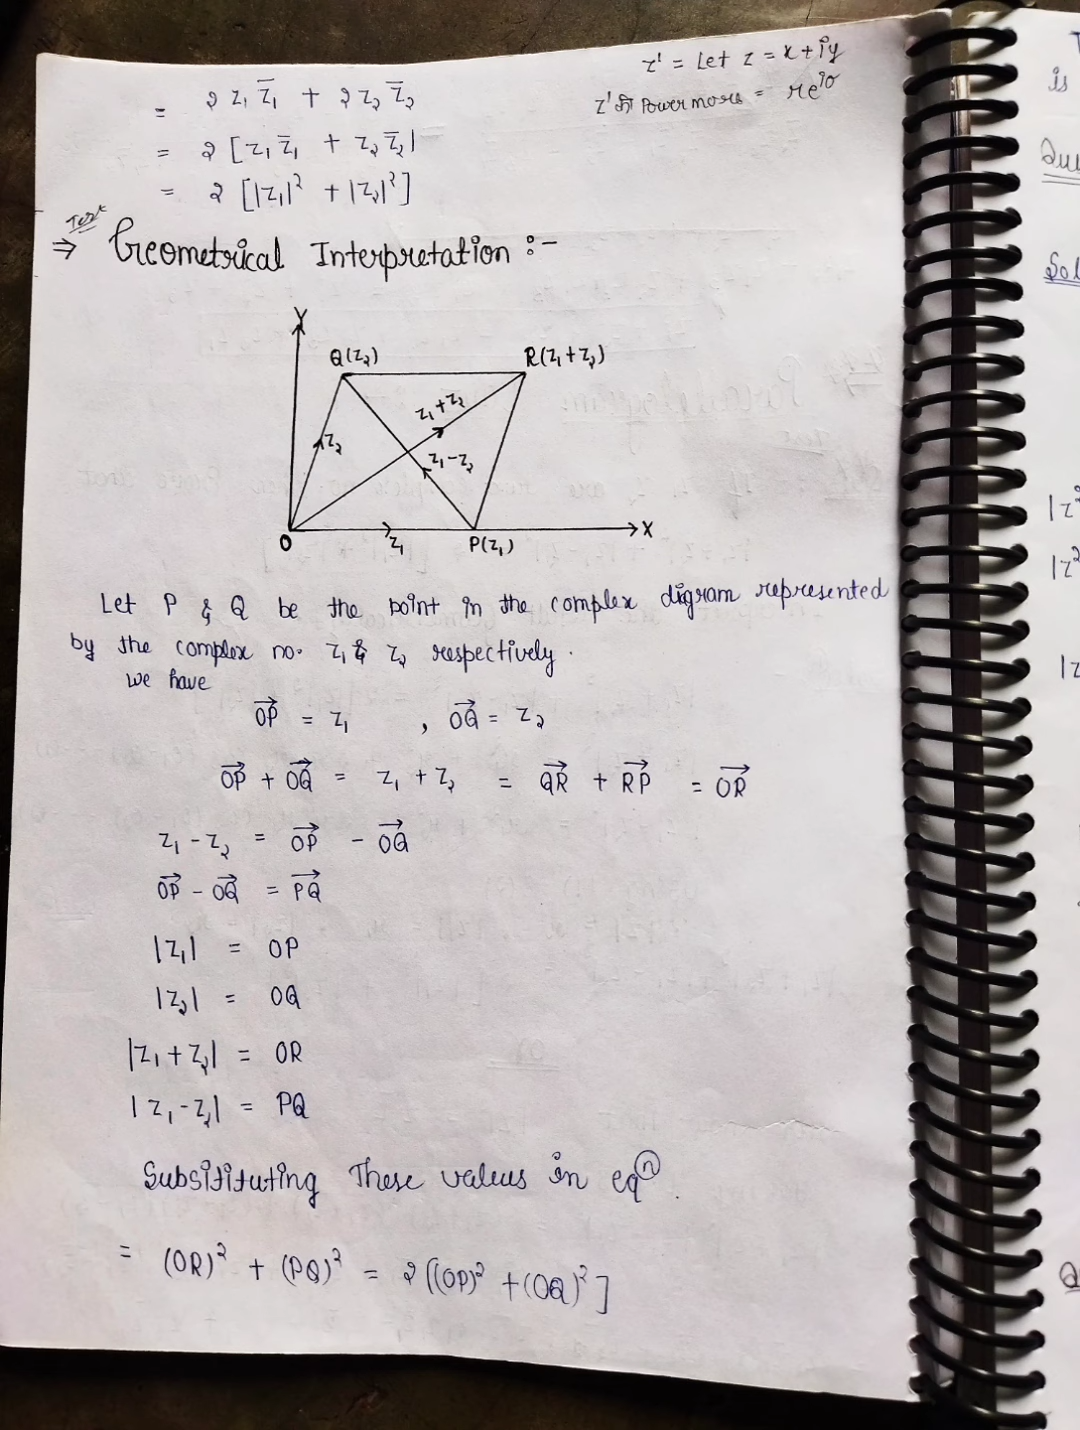 z' = Let z = x + iy
z' की Power more = re^iθ
= 2 z₁ z̄₁ + 2 z₂ z̄₂
= 2 [z₁ z̄₁ + z₂ z̄₂]
= 2 [|z₁|² + |z₂|²]
⇒ Geometrical Interpretation :-
Y
Q(z₂) R(z₁+z₂)
z₁+z₂
z₂
z₁-z₂
O z₁ P(z₁) X
Let P & Q be the point in the complex digram represented
by the complex no. z₁ & z₂ respectively.
we have
OP⃗ = z₁ , OQ⃗ = z₂
OP⃗ + OQ⃗ = z₁ + z₂ = QR⃗ + RP⃗ = OR⃗
z₁ - z₂ = OP⃗ - OQ⃗
OP⃗ - OQ⃗ = PQ⃗
|z₁| = OP
|z₂| = OQ
|z₁ + z₂| = OR
|z₁ - z₂| = PQ
Substituting These values in eqⁿ.
= (OR)² + (PQ)² = 2 [(OP)² + (OQ)²]
is
Sol
|z²
|z²
|z
Q